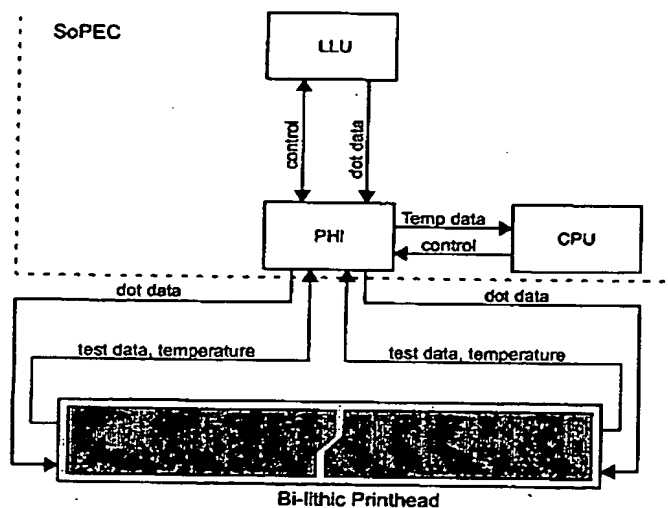 SoPEC
LLU
control
dot data
PHI
Temp data
control
CPU
dot data
dot data
test data, temperature
test data, temperature
Bi-lithic Printhead